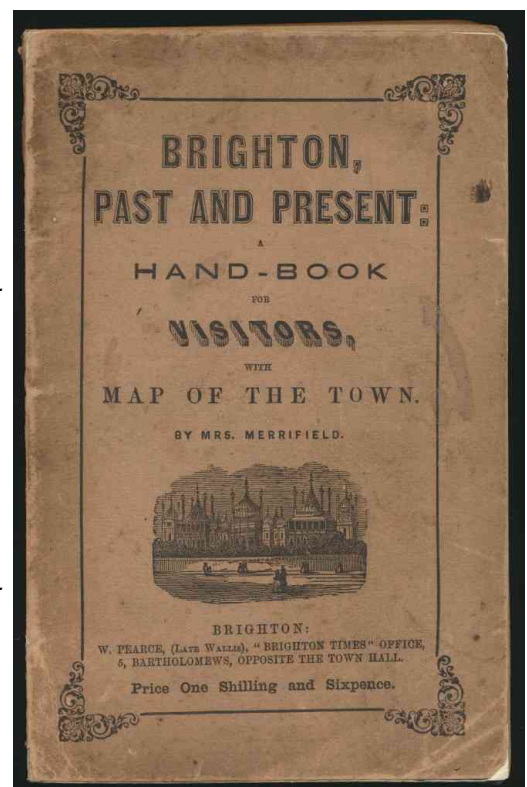 BRIGHTON,
PAST AND PRESENT:
A
HAND-BOOK
FOR
VISITORS,
WITH
MAP OF THE TOWN.
BY MRS. MERRIFIELD.
BRIGHTON:
W. PEARCE, (LATE WALLIS), "BRIGHTON TIMES" OFFICE,
5, BARTHOLOMEWS, OPPOSITE THE TOWN HALL.
Price One Shilling and Sixpence.